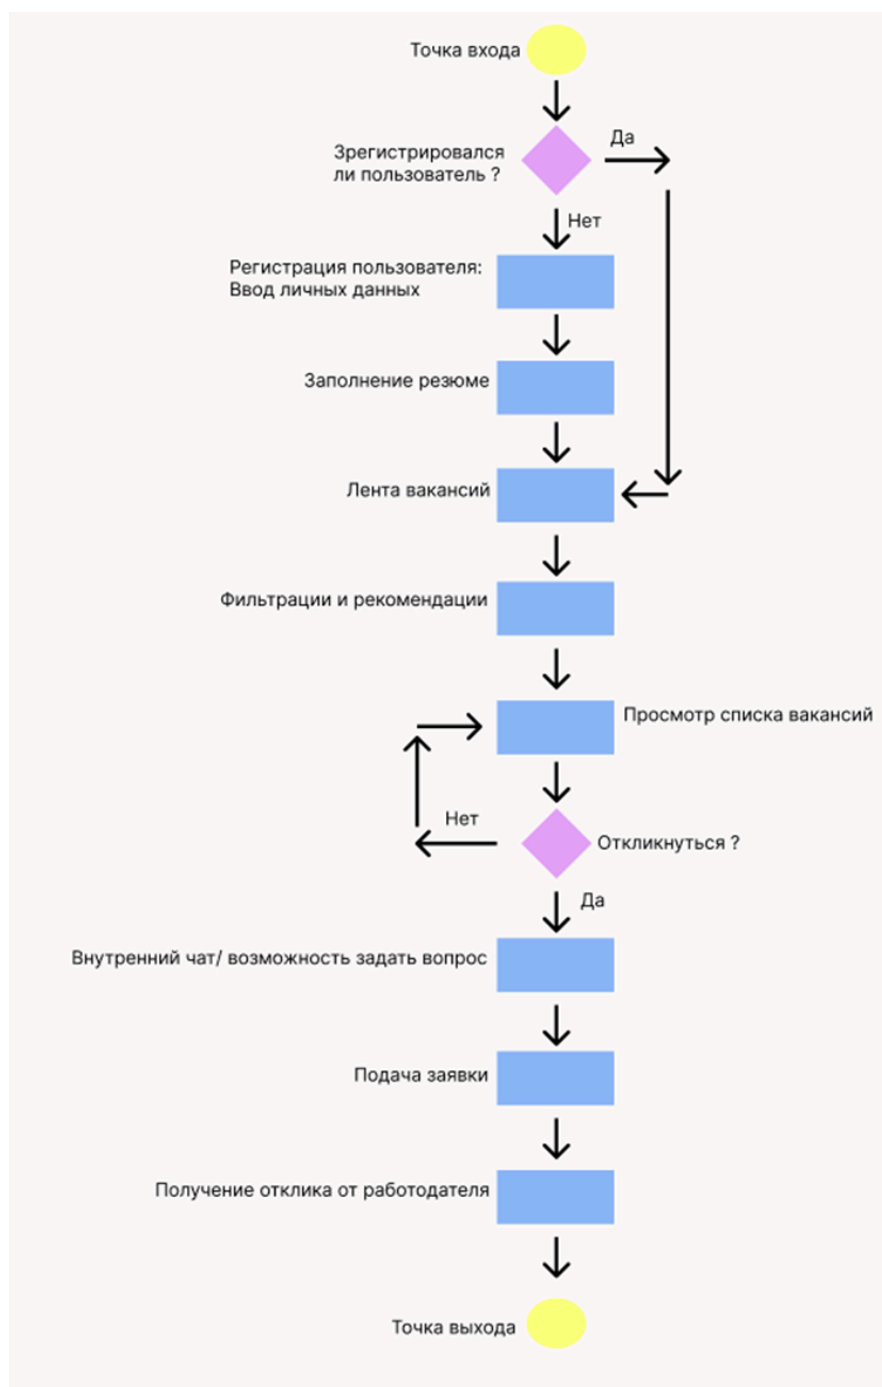 Точка входа
Да
Зрегистрировался
ли пользователь ?
Нет
Регистрация пользователя:
Ввод личных данных
Заполнение резюме
Лента вакансий
Фильтрации и рекомендации
Просмотр списка вакансий
Нет
Откликнуться ?
Да
Внутренний чат/ возможность задать вопрос
Подача заявки
Получение отклика от работодателя
Точка выхода